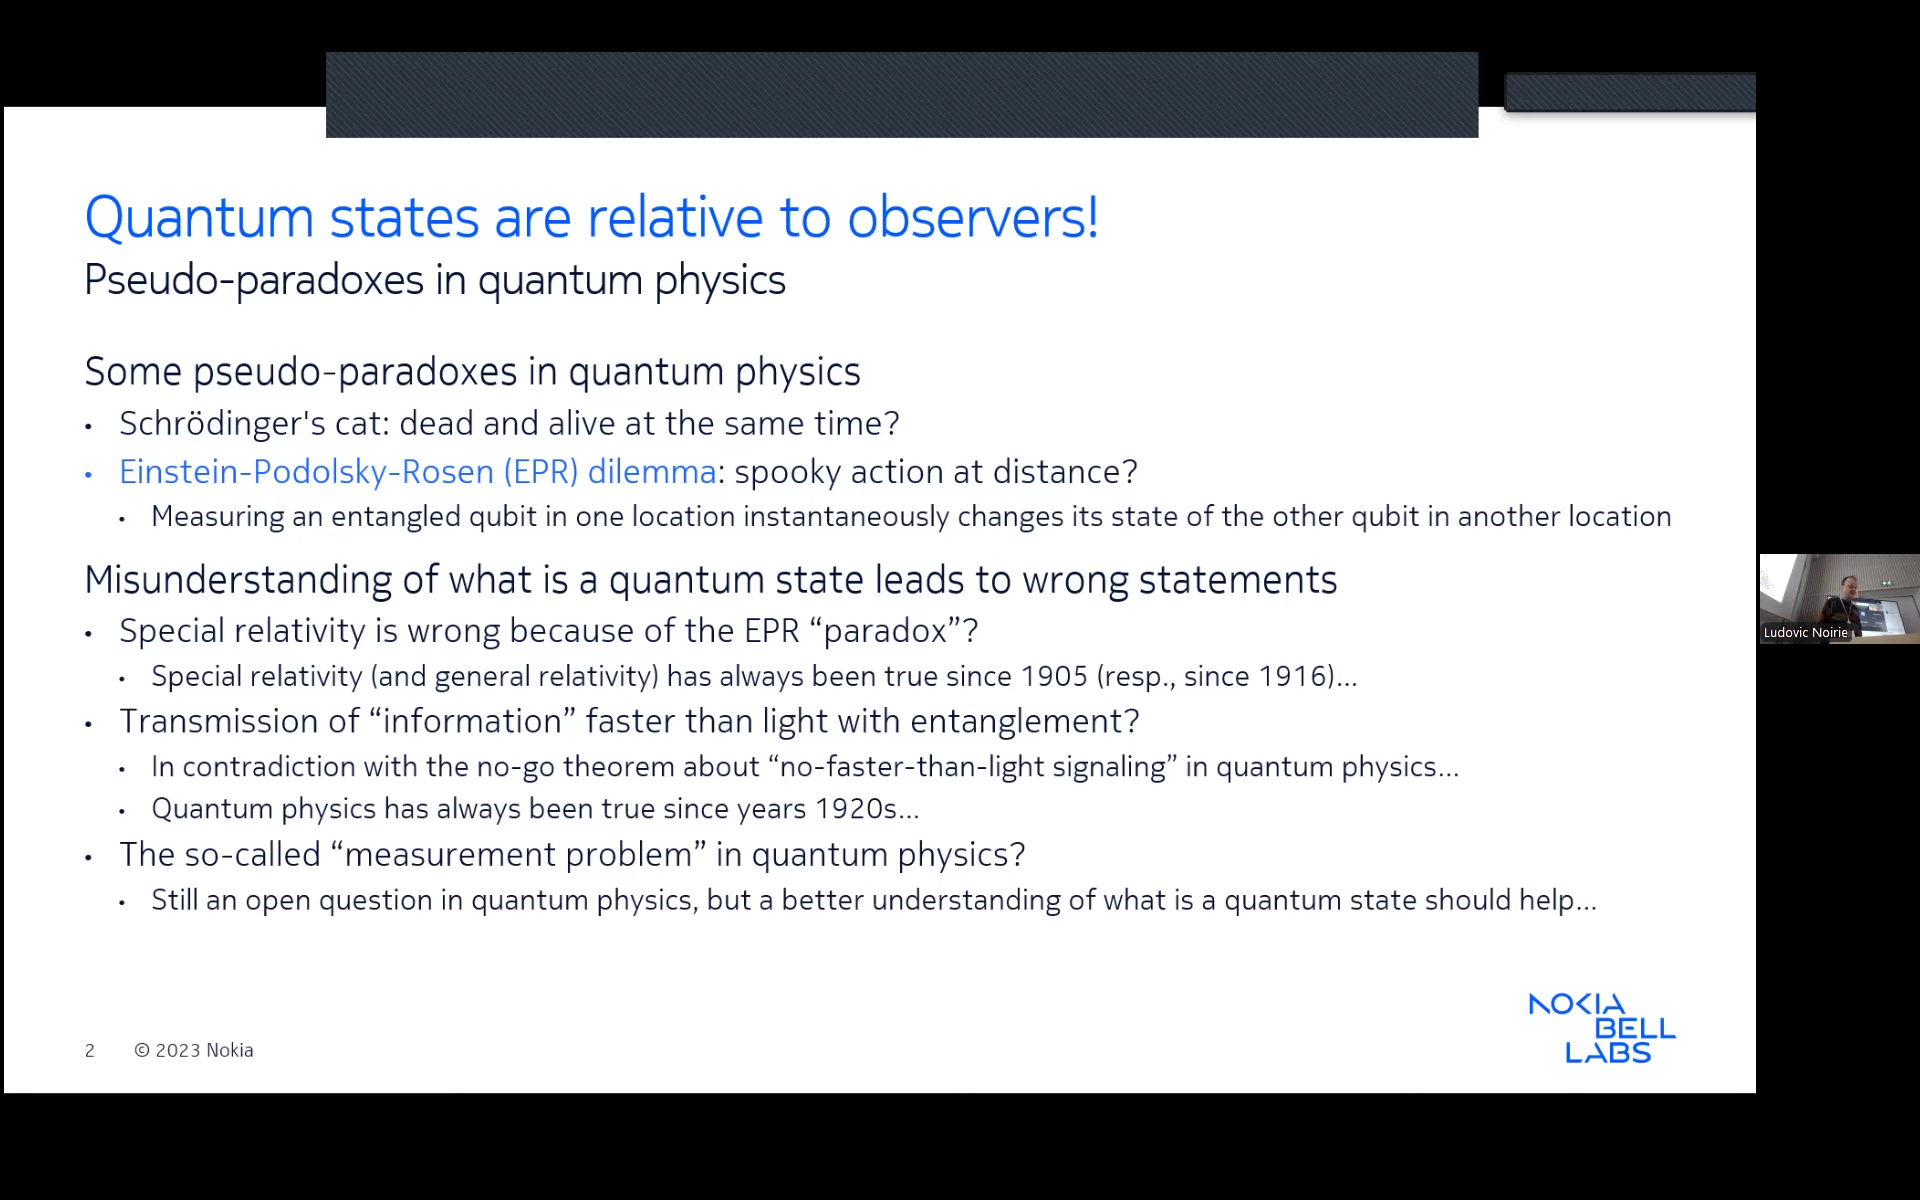 Quantum states are relative to observers!
Pseudo-paradoxes in quantum physics
Some pseudo-paradoxes in quantum physics
• Schrödinger's cat: dead and alive at the same time?
• Einstein-Podolsky-Rosen (EPR) dilemma: spooky action at distance?
• Measuring an entangled qubit in one location instantaneously changes its state of the other qubit in another location
Misunderstanding of what is a quantum state leads to wrong statements
• Special relativity is wrong because of the EPR “paradox”?
• Special relativity (and general relativity) has always been true since 1905 (resp., since 1916)...
• Transmission of “information” faster than light with entanglement?
• In contradiction with the no-go theorem about “no-faster-than-light signaling” in quantum physics...
• Quantum physics has always been true since years 1920s...
• The so-called “measurement problem” in quantum physics?
• Still an open question in quantum physics, but a better understanding of what is a quantum state should help...
Ludovic Noirie
2 © 2023 Nokia
NOKIA
BELL
LABS